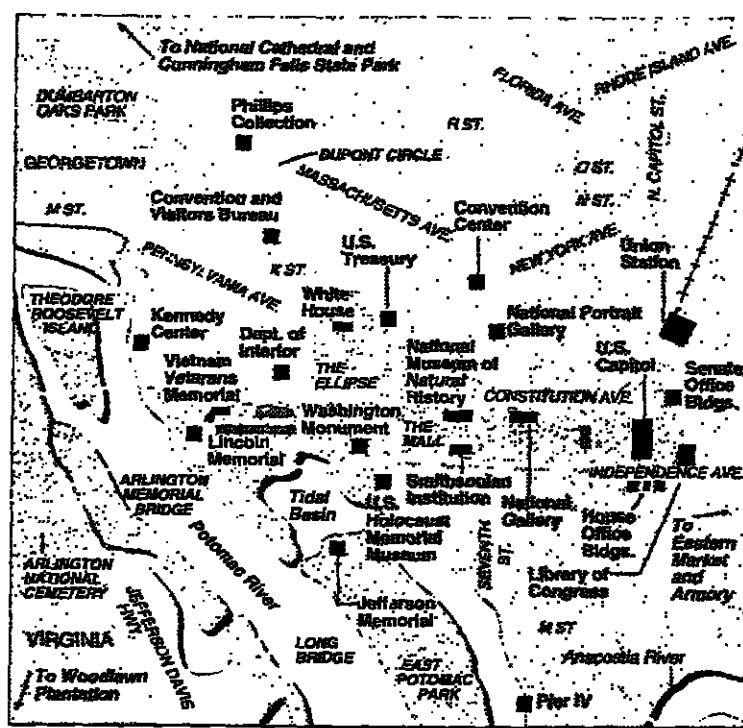 To National Cathedral and
Cunningham Falls State Park
FLORIDA AVE.
RHODE ISLAND AVE.
DUMBARTON
OAKS PARK
Phillips
Collection
R ST.
N. CAPITOL ST.
GEORGETOWN
DUPONT CIRCLE
MASSACHUSETTS AVE.
N ST.
M ST.
Convention and
Visitors Bureau
Convention
Center
NEW YORK AVE.
Union
Station
PENNSYLVANIA AVE.
K ST.
U.S.
Treasury
THEODORE
ROOSEVELT
ISLAND
Kennedy
Center
White
House
National Portrait
Gallery
Dept. of
Interior
Vietnam
Veterans
Memorial
THE
ELLIPSE
National
Museum of
Natural
History
U.S.
Capitol
Senate
Office
Bldgs.
CONSTITUTION AVE.
Lincoln
Memorial
Washington
Monument
THE
MALL
ARLINGTON
MEMORIAL
BRIDGE
Tidal
Basin
U.S.
Holocaust
Memorial
Museum
Smithsonian
Institution
National
Gallery
INDEPENDENCE AVE.
House
Office
Bldgs.
To
Eastern
Market
and
Armory
Potomac River
SEVENTH
ST.
Library of
Congress
ARLINGTON
NATIONAL
CEMETERY
JEFFERSON DAVIS
HWY.
Jefferson
Memorial
VIRGINIA
LONG
BRIDGE
EAST
POTOMAC
PARK
M ST
Anacostia River
To Woodlawn
Plantation
Pier IV